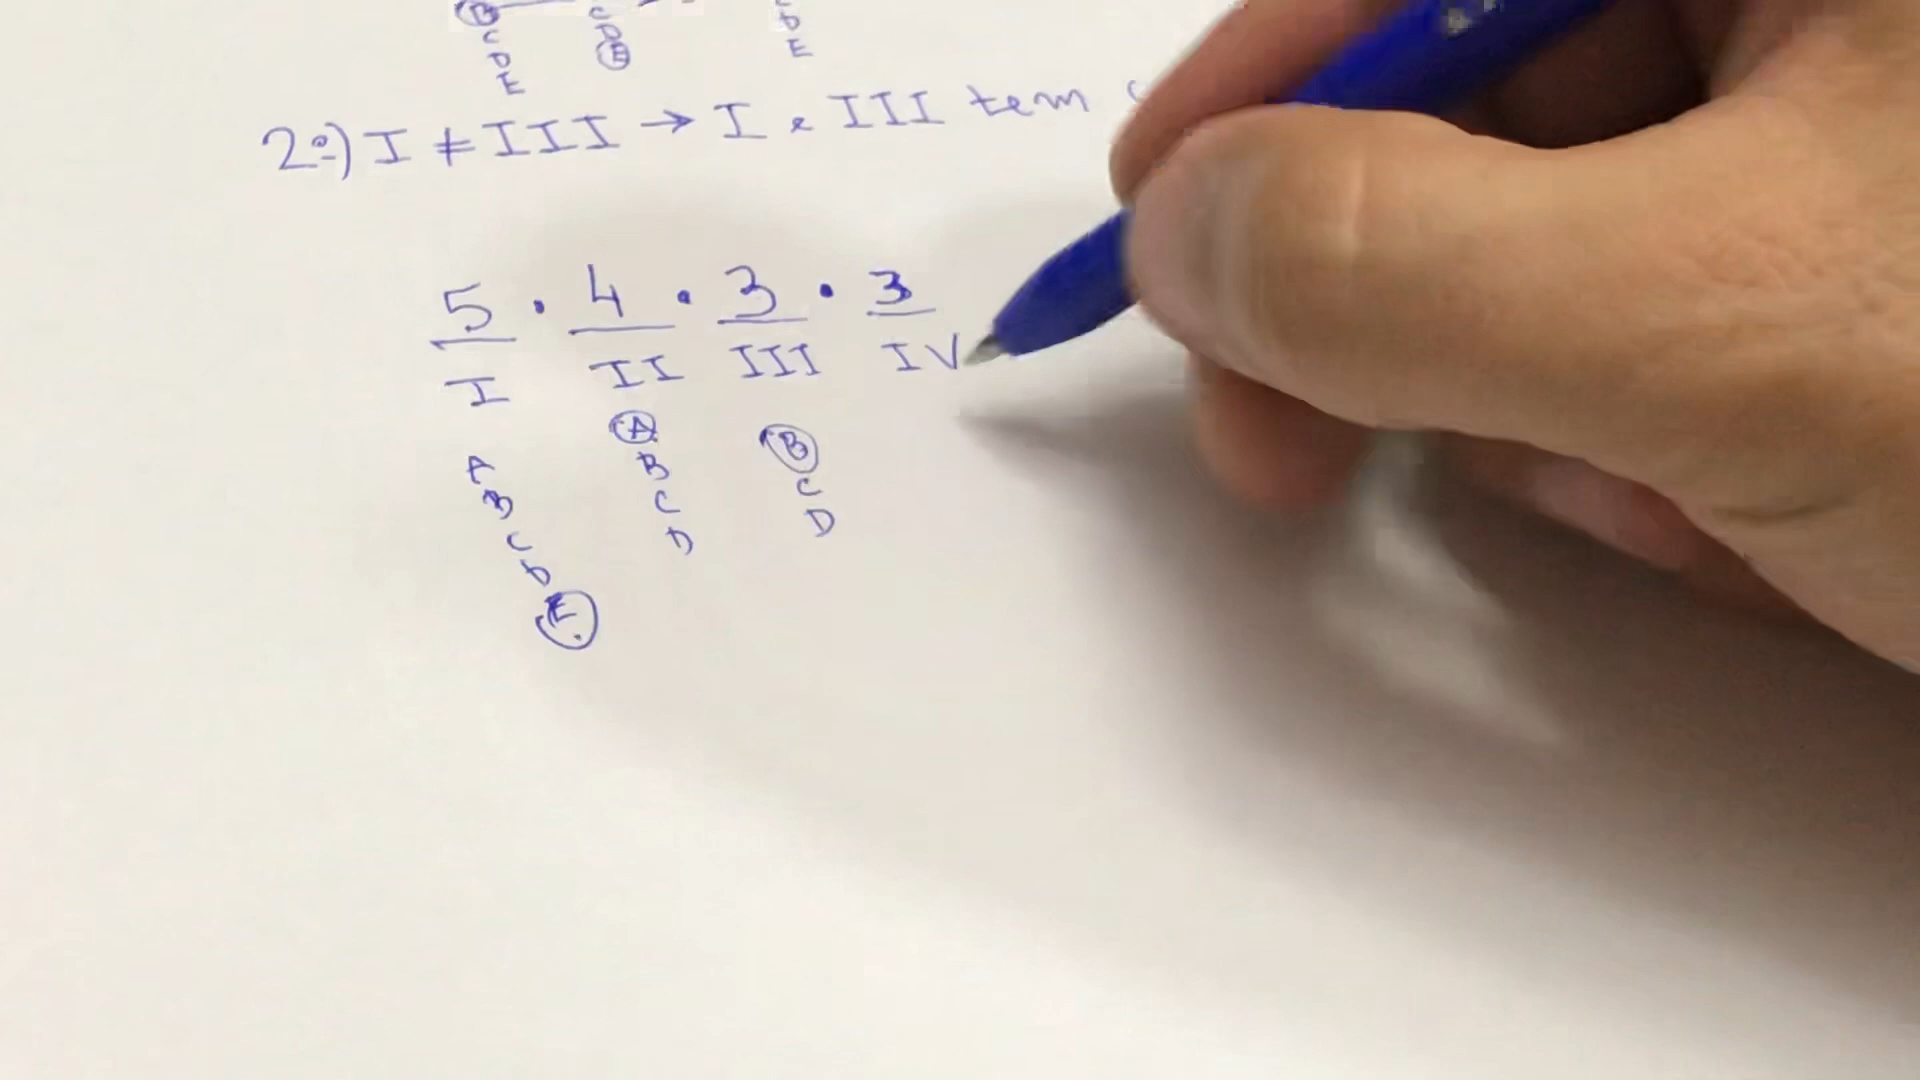 B C C
C D D
D E E
E
2º) I ≠ III → I e III tem
5 · 4 · 3 · 3
I II III IV
A A B
B B C
C C D
D D
E